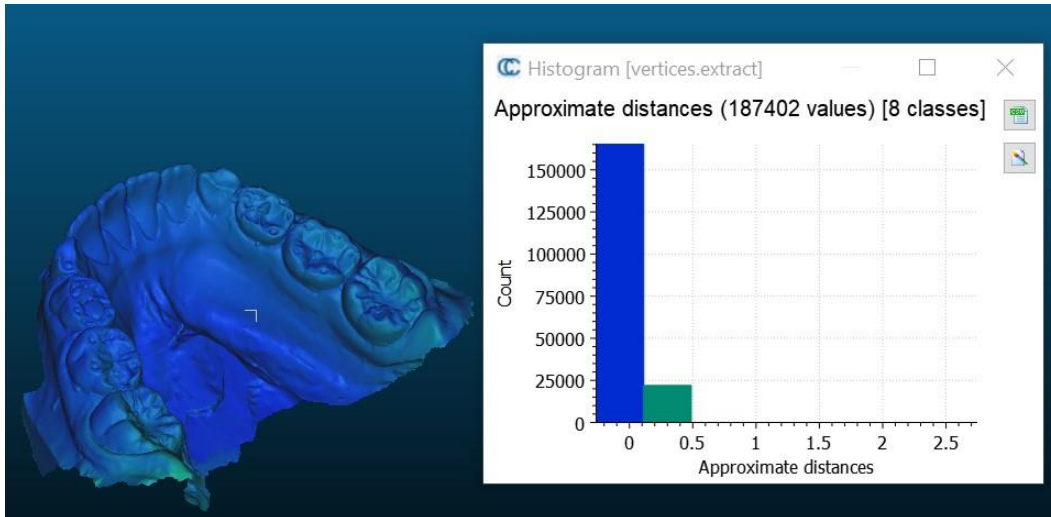 Histogram [vertices.extract]
Approximate distances (187402 values) [8 classes]
CSV
150000
125000
100000
75000
50000
25000
0
Count
0 0.5 1 1.5 2 2.5
Approximate distances